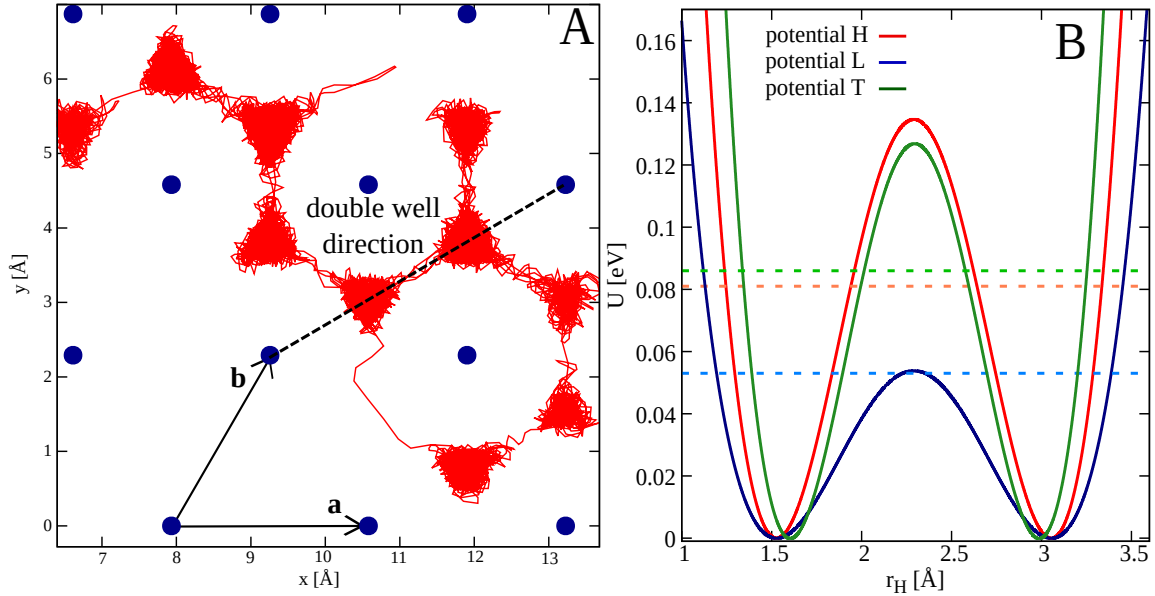 A
double well
direction
b
a
y [Å]
6
5
4
3
2
1
0
7 8 9 10 11 12 13
x [Å]
B
potential H
potential L
potential T
U [eV]
0.16
0.14
0.12
0.1
0.08
0.06
0.04
0.02
0
1 1.5 2 2.5 3 3.5
r_H [Å]